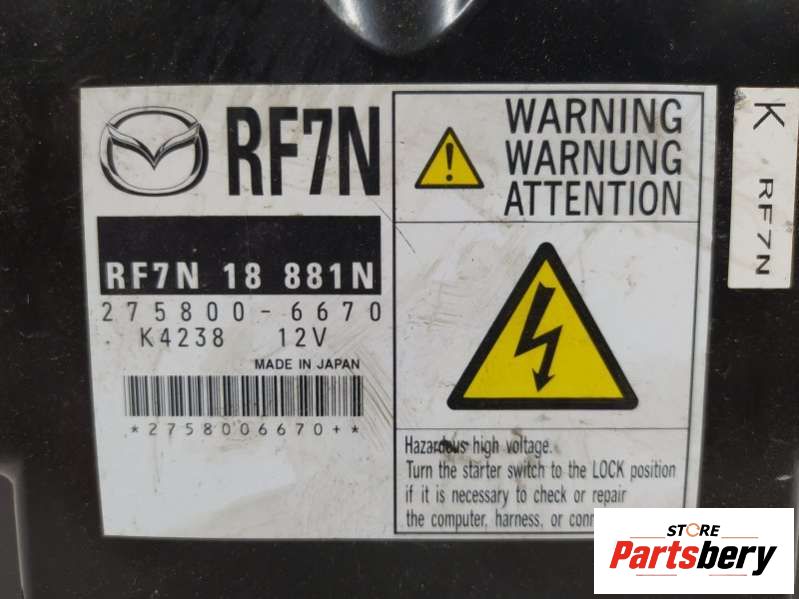 RF7N
RF7N 18 881N
275800-6670
K4238 12V
MADE IN JAPAN
*2758006670+*
WARNING
WARNUNG
ATTENTION
Hazardous high voltage.
Turn the starter switch to the LOCK position
if it is necessary to check or repair
the computer, harness, or
K RF7N
STORE
Partsbery